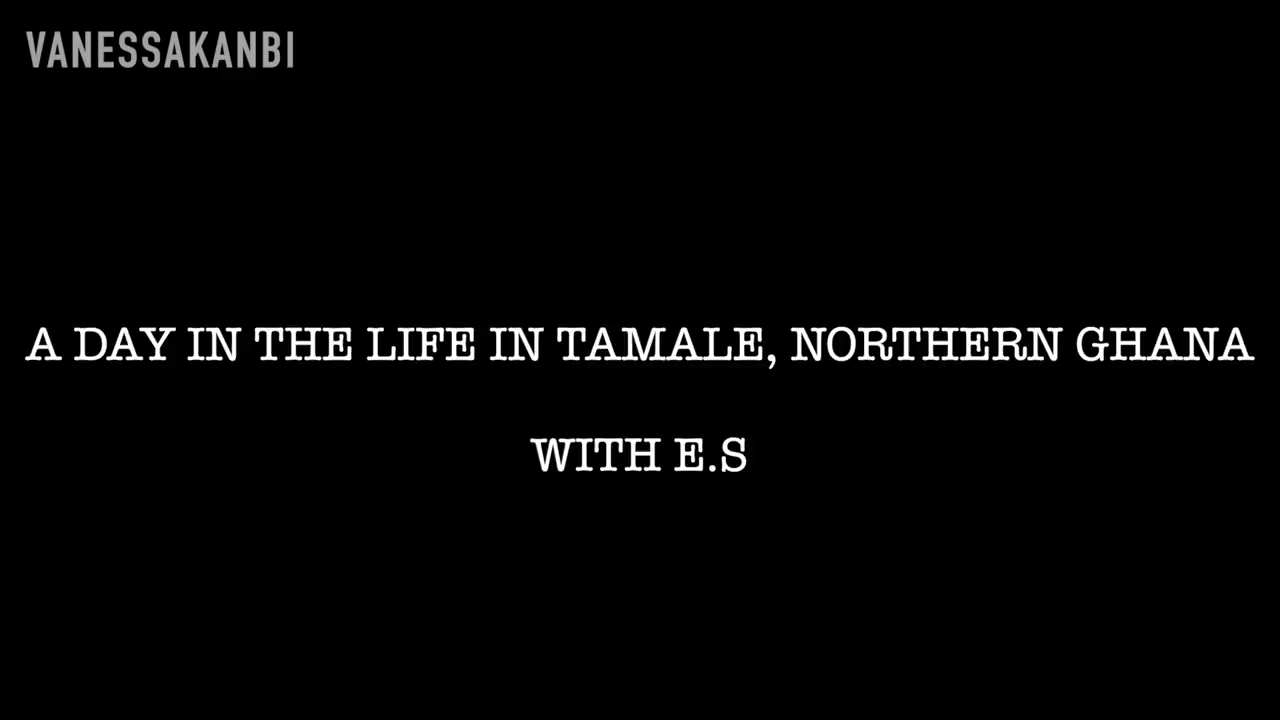 VANESSAKANBI
A DAY IN THE LIFE IN TAMALE, NORTHERN GHANA
WITH E.S